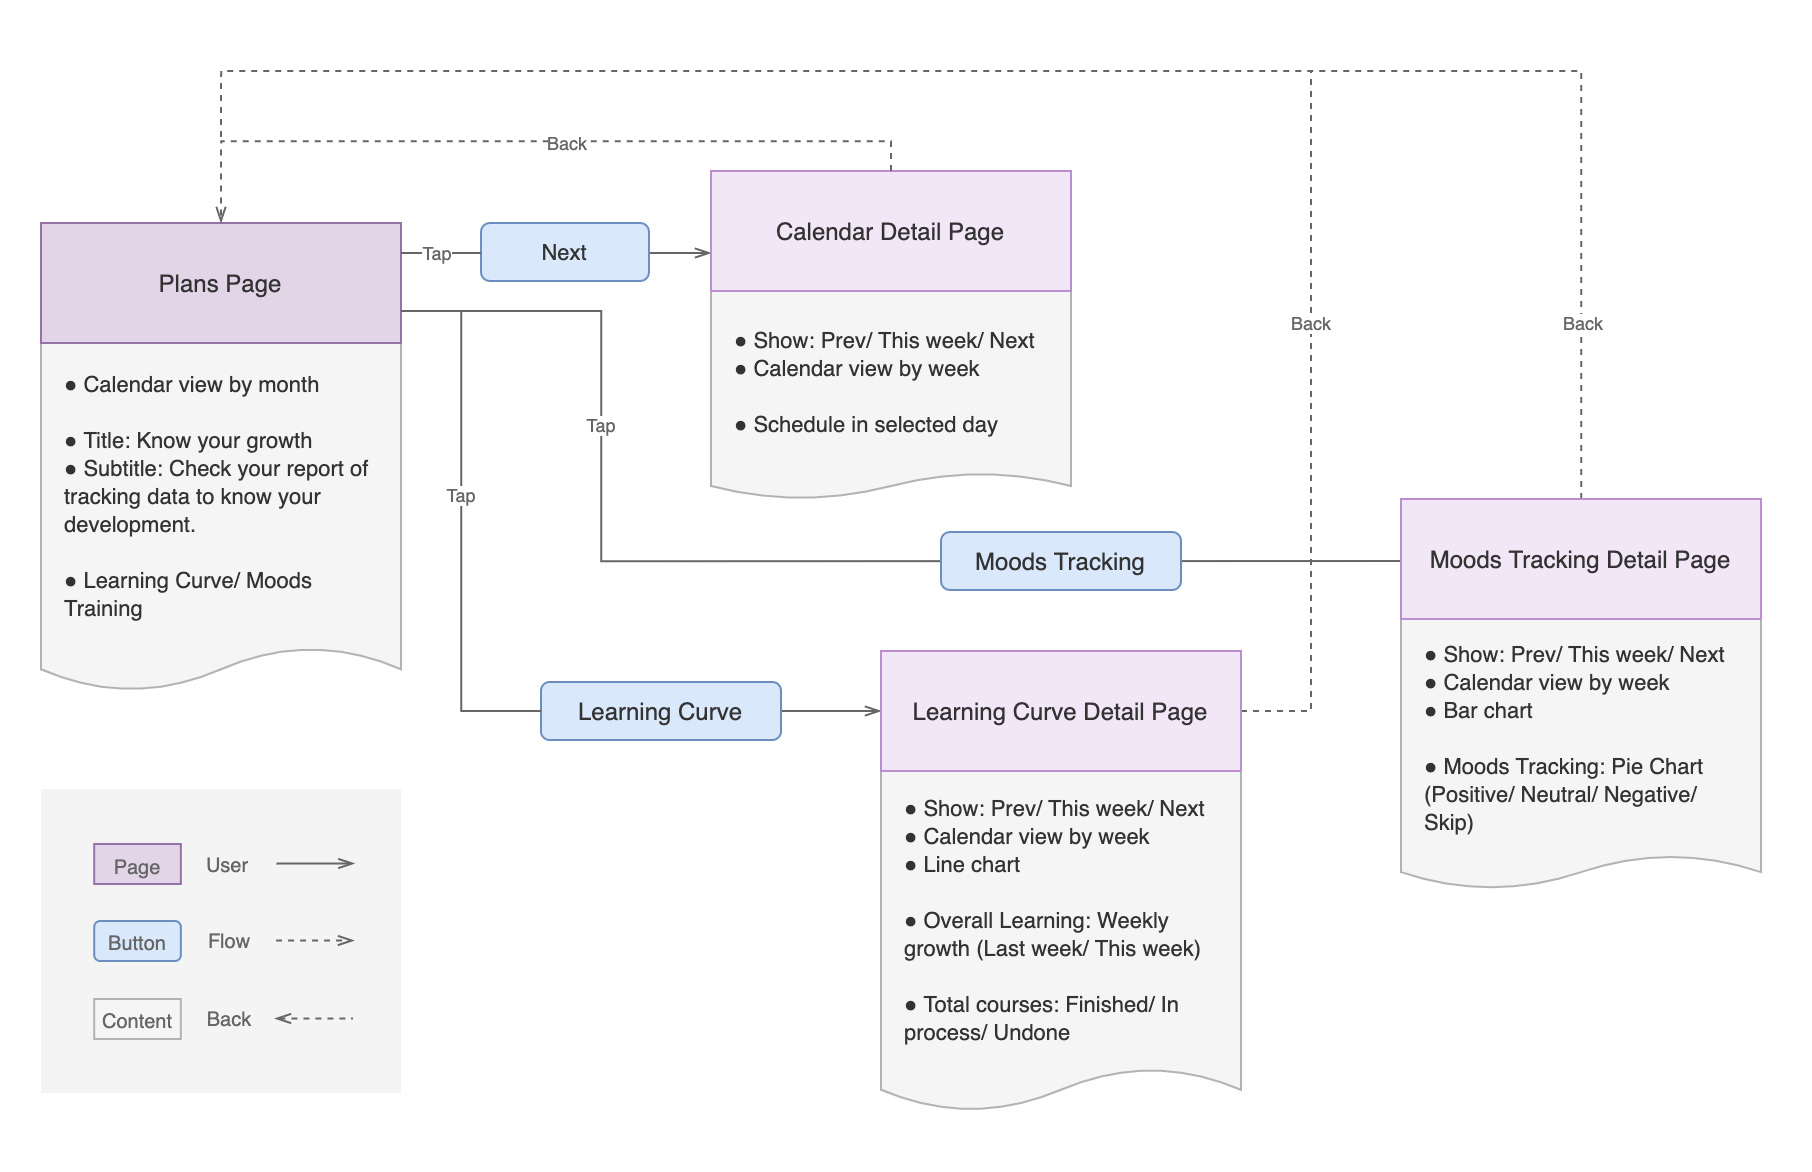 Back
Calendar Detail Page
Plans Page
Tap
Next
● Show: Prev/ This week/ Next
● Calendar view by week
● Schedule in selected day
● Calendar view by month
● Title: Know your growth
● Subtitle: Check your report of
tracking data to know your
development.
● Learning Curve/ Moods
Training
Tap
Tap
Back
Back
Moods Tracking
Moods Tracking Detail Page
● Show: Prev/ This week/ Next
● Calendar view by week
● Bar chart
● Moods Tracking: Pie Chart
(Positive/ Neutral/ Negative/
Skip)
Learning Curve
Learning Curve Detail Page
● Show: Prev/ This week/ Next
● Calendar view by week
● Line chart
● Overall Learning: Weekly
growth (Last week/ This week)
● Total courses: Finished/ In
process/ Undone
Page
User
Button
Flow
Content
Back